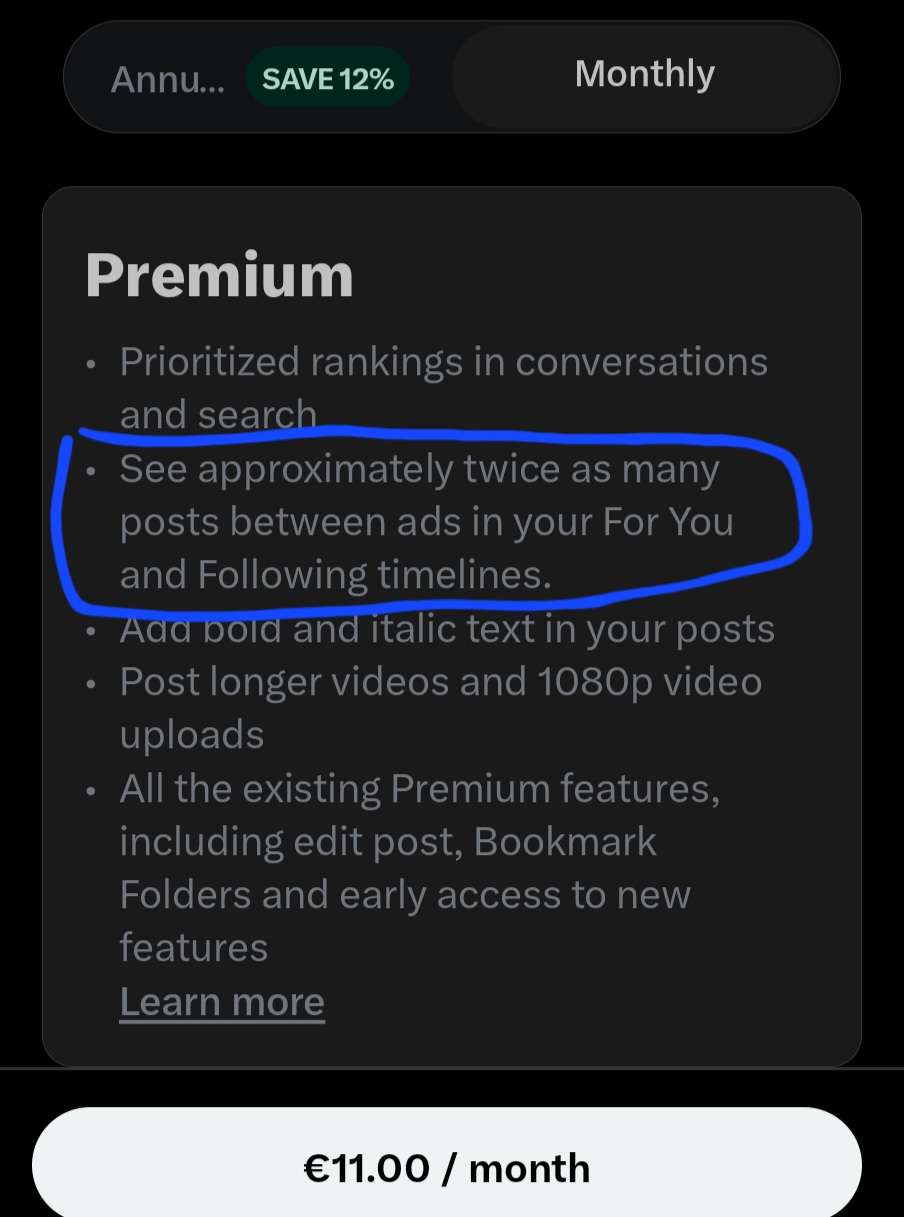 Annu... SAVE 12% Monthly
Premium
• Prioritized rankings in conversations
and search
• See approximately twice as many
posts between ads in your For You
and Following timelines.
• Add bold and italic text in your posts
• Post longer videos and 1080p video
uploads
• All the existing Premium features,
including edit post, Bookmark
Folders and early access to new
features
Learn more
€11.00 / month